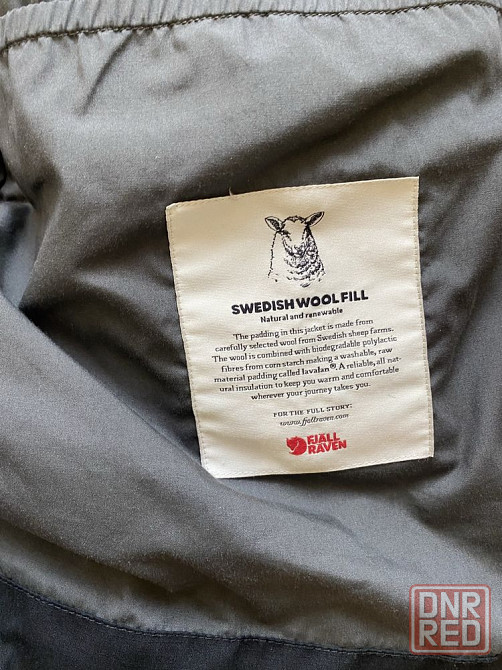 SWEDISH WOOL FILL
Natural and renewable
The padding in this jacket is made from
carefully selected wool from Swedish sheep farms.
The wool is combined with biodegradable polylactic
fibres from corn starch making a washable, raw
material padding called lavalan®. A reliable, all nat-
ural insulation to keep you warm and comfortable
wherever your journey takes you.
FOR THE FULL STORY:
www.fjallraven.com
FJÄLL
RAVEN
DNR
RED